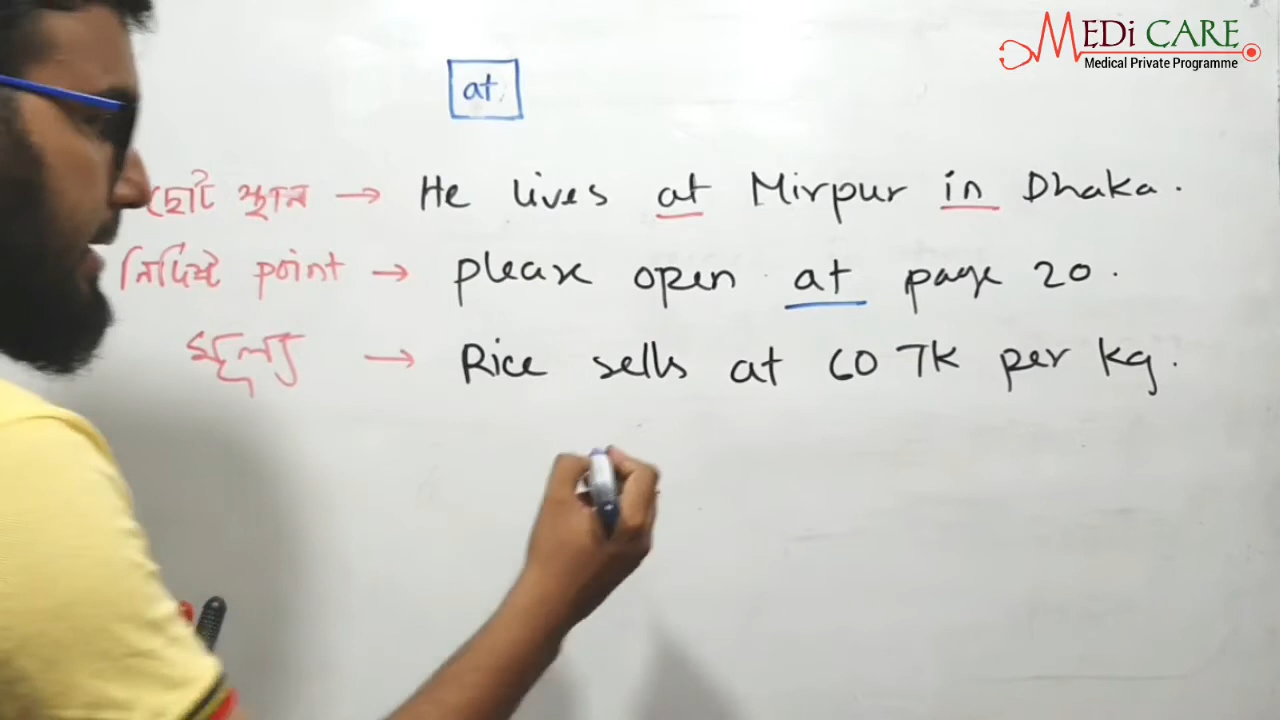 MEDi CARE
Medical Private Programme
at
ছোট স্থান → He lives at Mirpur in Dhaka.
নির্দিষ্ট point → please open at page 20.
মূল্য → Rice sells at 60 TK per kg.